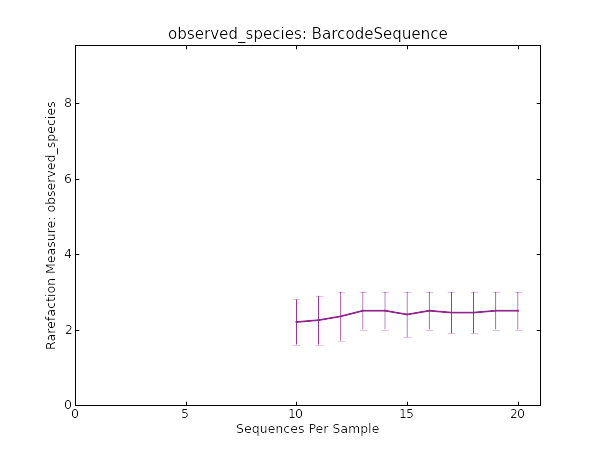 observed_species: BarcodeSequence
Rarefaction Measure: observed_species
8
6
4
2
0
0 5 10 15 20
Sequences Per Sample